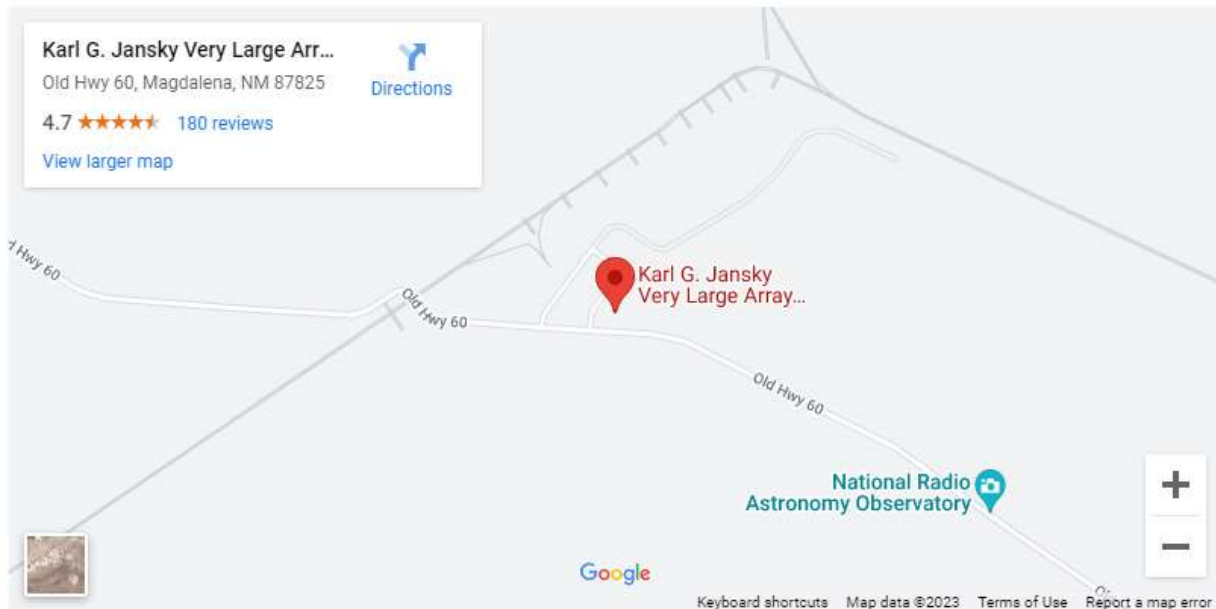 Karl G. Jansky Very Large Arr...
Old Hwy 60, Magdalena, NM 87825
Directions
4.7
180 reviews
View larger map
Hwy 60
Old Hwy 60
Karl G. Jansky
Very Large Array...
Old Hwy 60
National Radio
Astronomy Observatory
Google
Keyboard shortcuts Map data ©2023 Terms of Use Report a map error